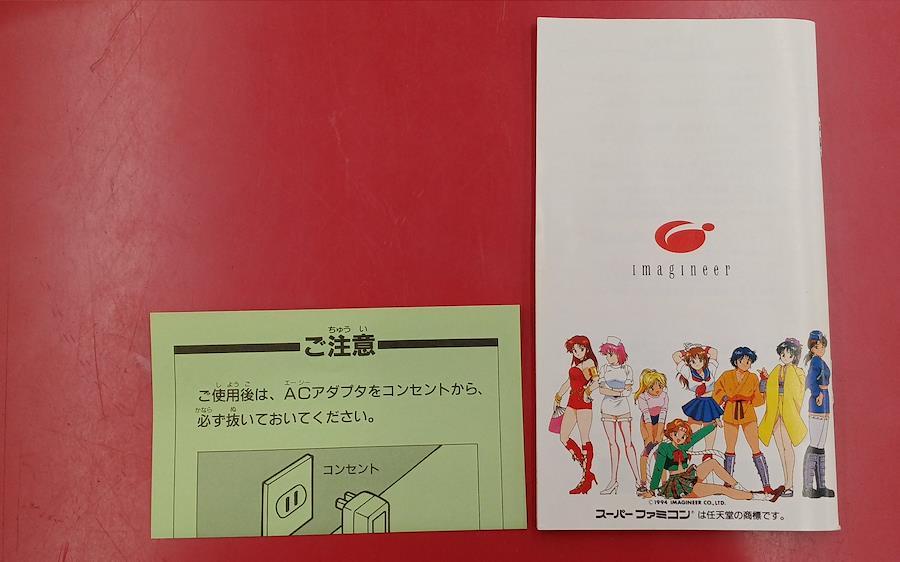 ちゅう い
ご注意
し よう ご エー シー
ご使用後は、ACアダプタをコンセントから、
かなら ぬ
必ず抜いておいてください。
コンセント
imagineer
©1994 IMAGINEER CO., LTD.
スーパーファミコン®は任天堂の商標です。